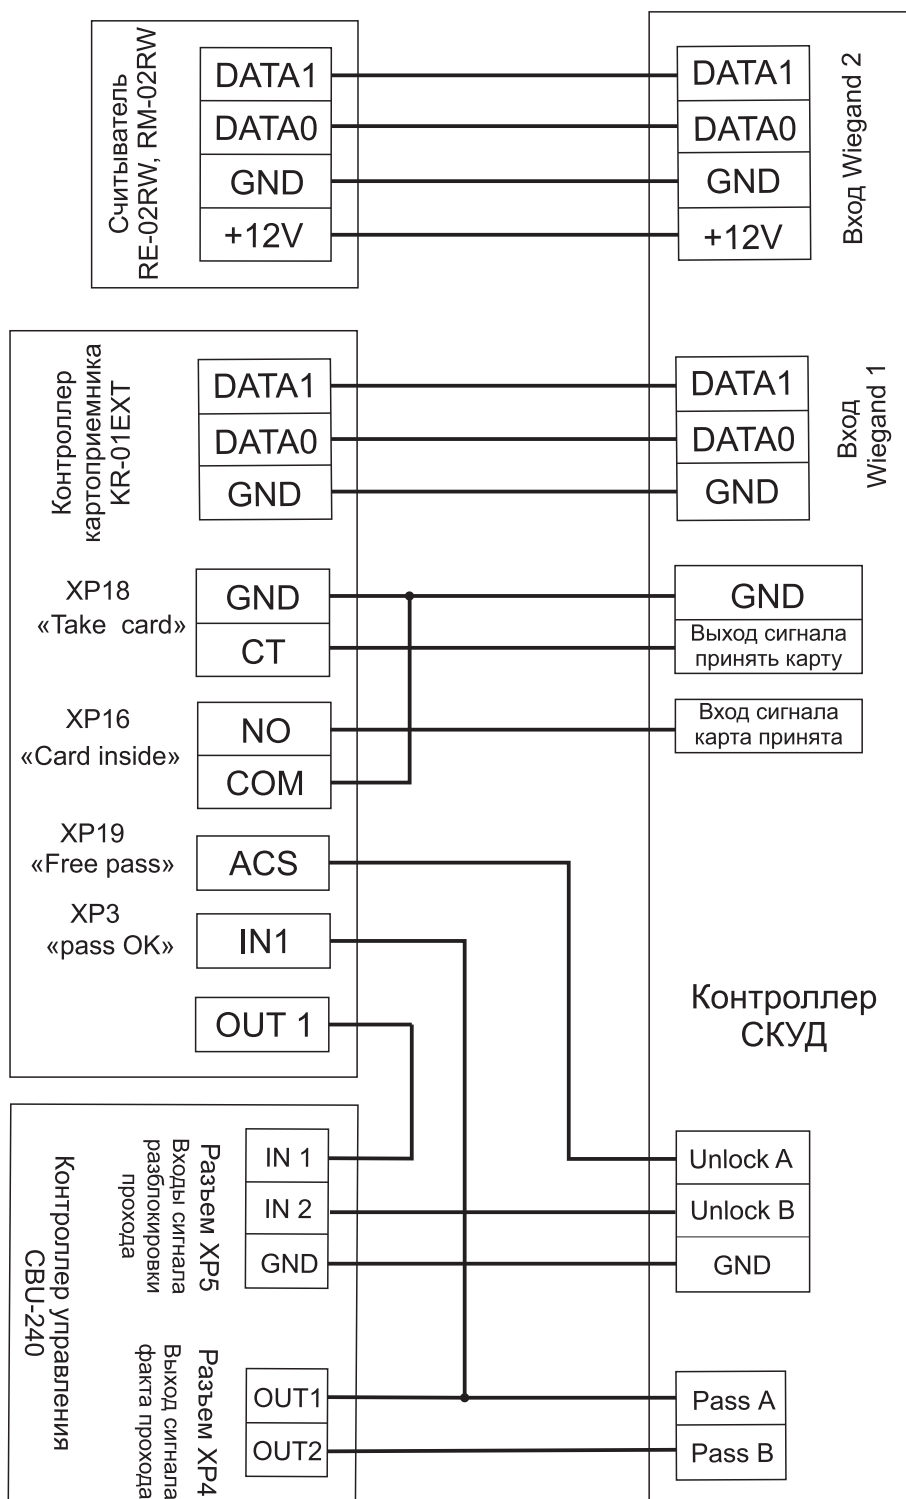 Считыватель
RE-02RW, RM-02RW
DATA1
DATA0
GND
+12V
DATA1
DATA0
GND
+12V
Вход Wiegand 2
Контроллер
картоприемника
KR-01EXT
DATA1
DATA0
GND
DATA1
DATA0
GND
Вход
Wiegand 1
XP18
«Take card»
GND
CT
GND
Выход сигнала
принять карту
XP16
«Card inside»
NO
COM
Вход сигнала
карта принята
XP19
«Free pass»
ACS
XP3
«pass OK»
IN1
OUT 1
Контроллер
СКУД
Контроллер управления
CBU-240
Разъем XP5
Входы сигнала
разблокировки
прохода
IN 1
IN 2
GND
Unlock A
Unlock B
GND
Разъем XP4
Выход сигнала
факта прохода
OUT1
OUT2
Pass A
Pass B